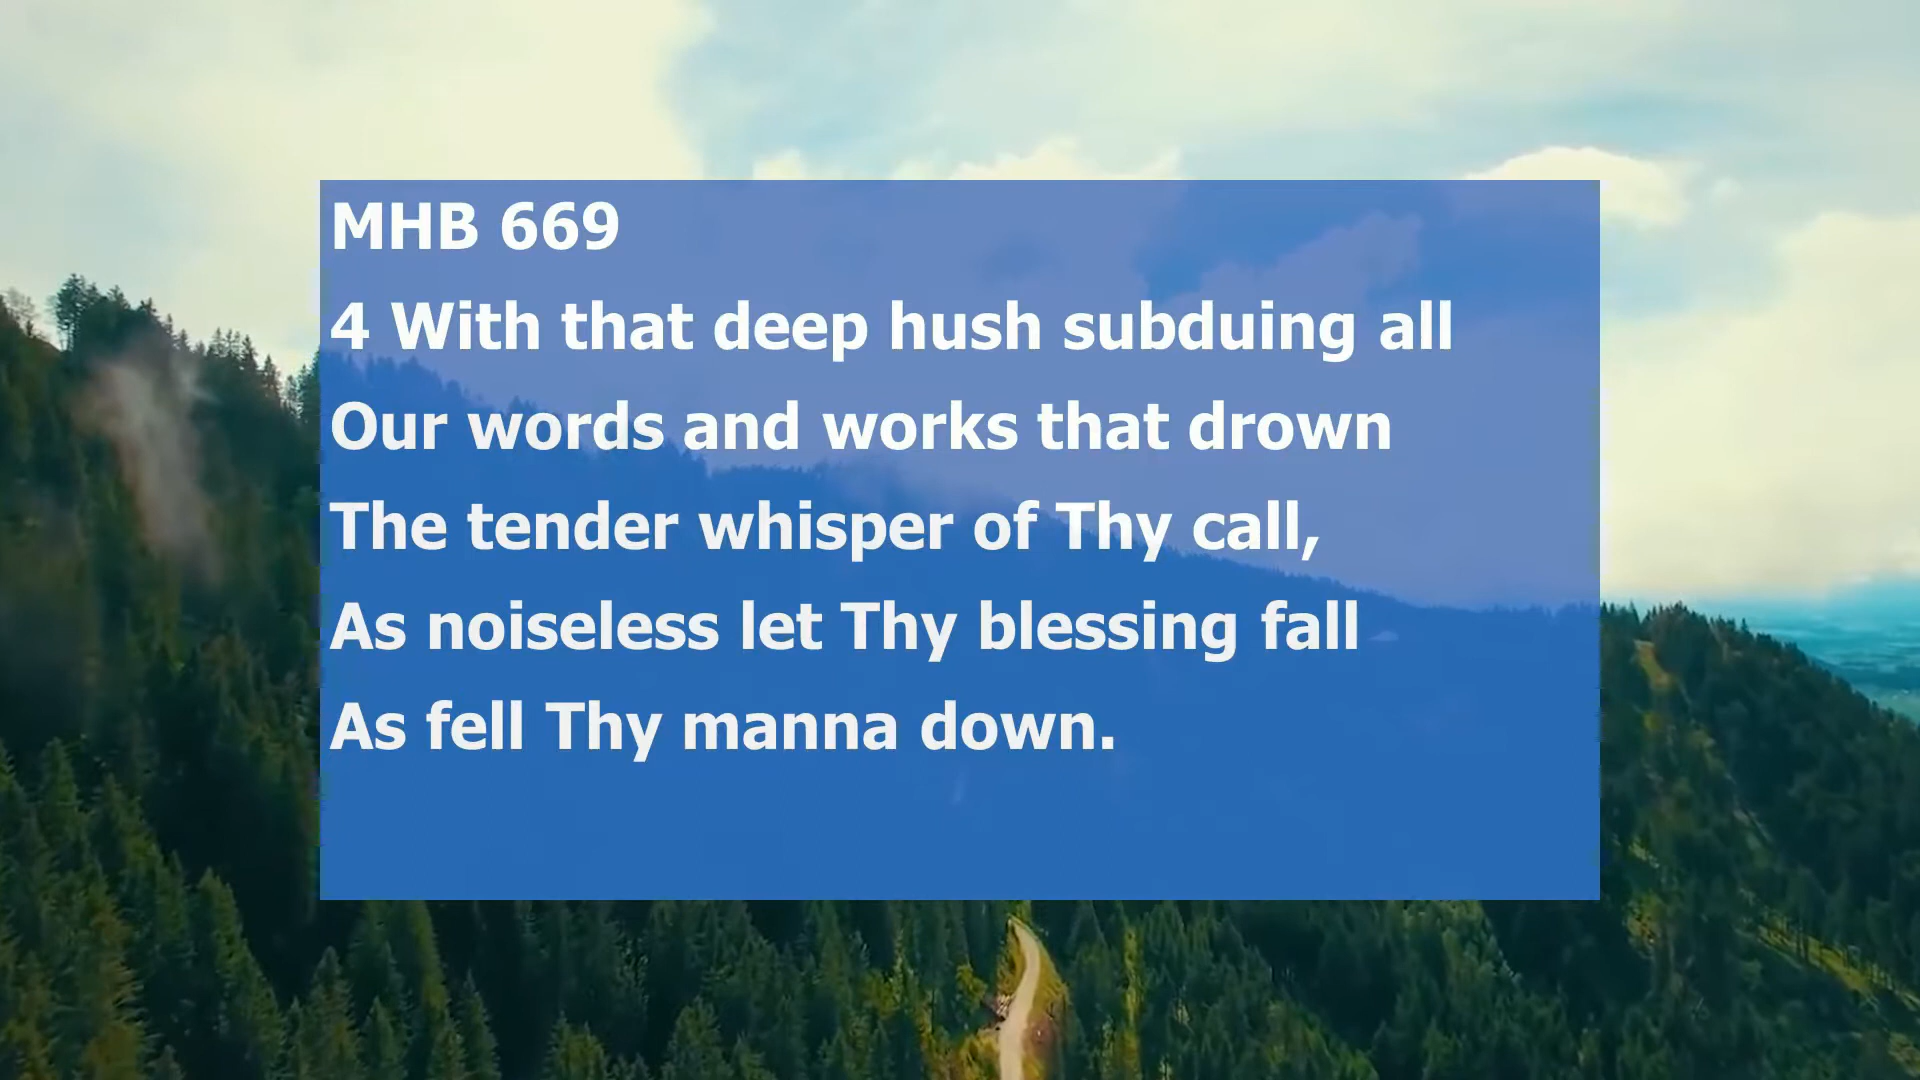 MHB 669
4 With that deep hush subduing all
Our words and works that drown
The tender whisper of Thy call,
As noiseless let Thy blessing fall
As fell Thy manna down.